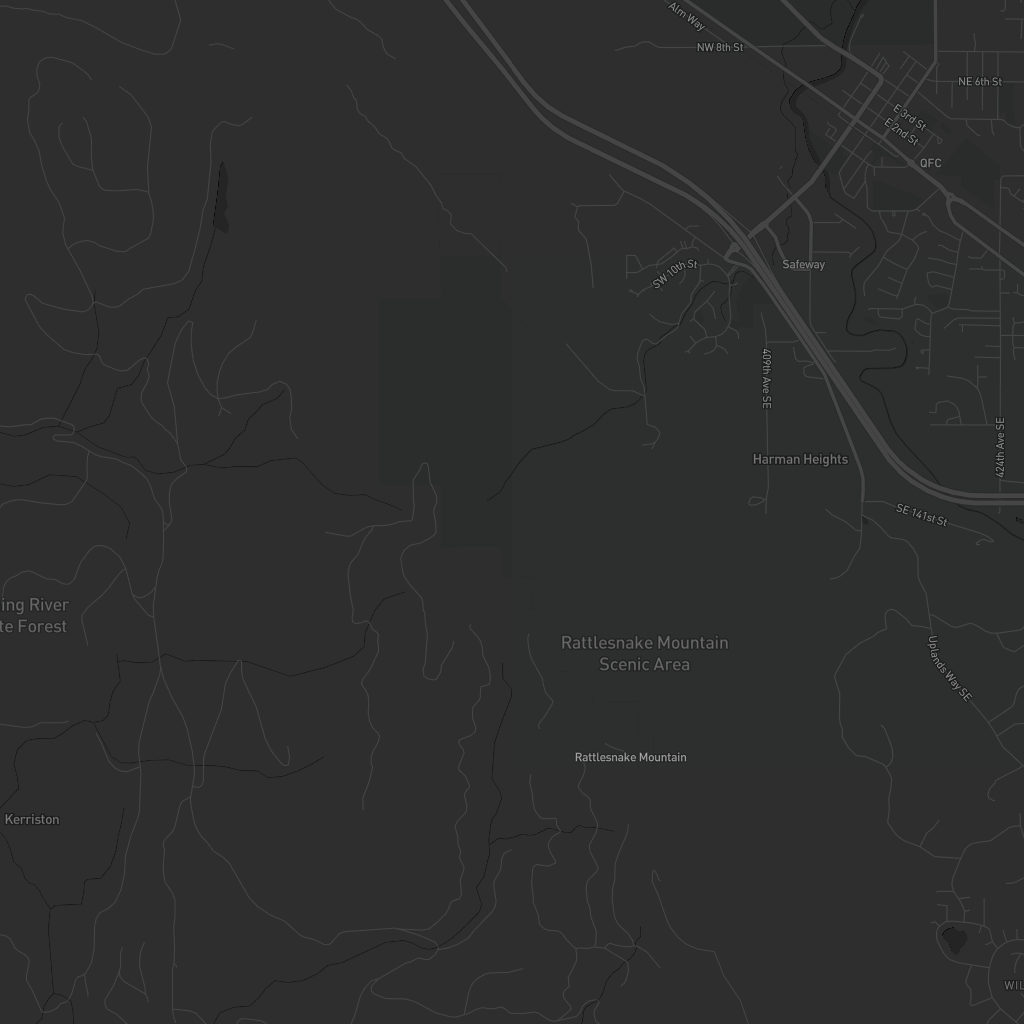 Alm Way
NW 8th St
NE 6th St
E 3rd St
E 2nd St
QFC
Safeway
SW 10th St
409th Ave SE
424th Ave SE
Harman Heights
SE 141st St
ing River
te Forest
Rattlesnake Mountain
Scenic Area
Uplands Way SE
Rattlesnake Mountain
Kerriston
WIL